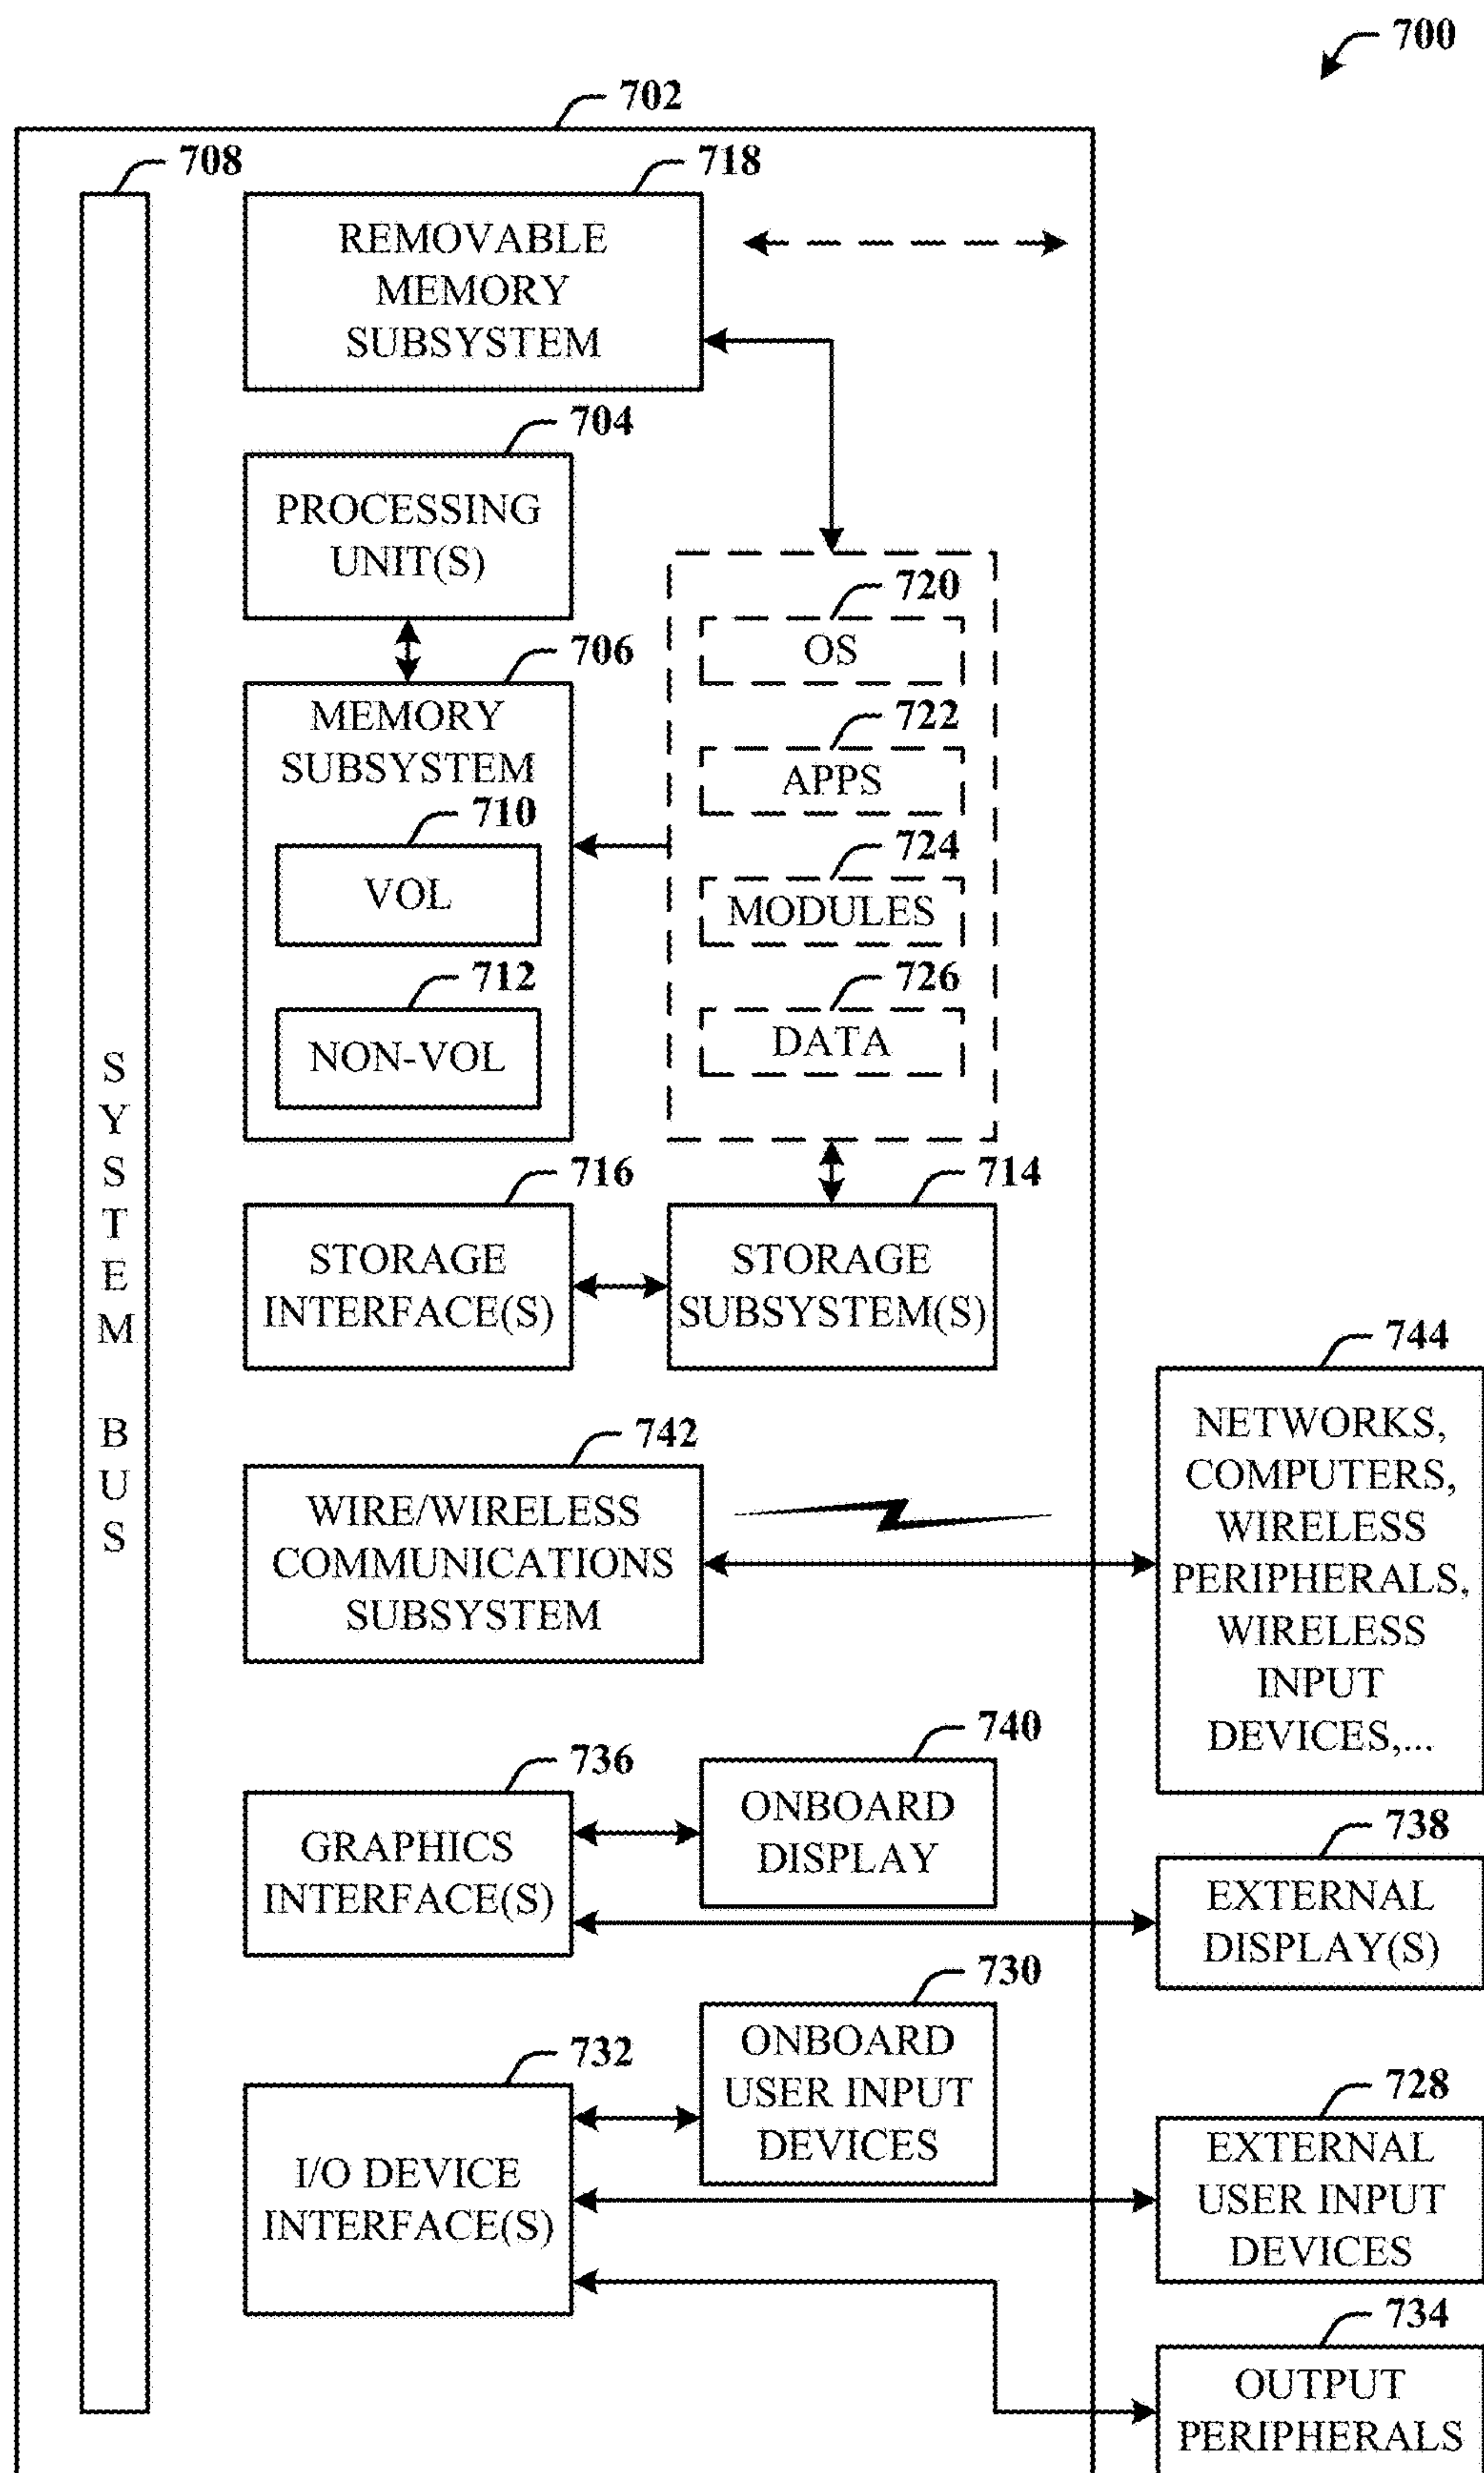 700
702
708
718
REMOVABLE
MEMORY
SUBSYSTEM
704
PROCESSING
UNIT(S)
706
MEMORY
SUBSYSTEM
710
VOL
712
NON-VOL
720
OS
722
APPS
724
MODULES
726
DATA
SYSTEM BUS
716
STORAGE
INTERFACE(S)
714
STORAGE
SUBSYSTEM(S)
742
WIRE/WIRELESS
COMMUNICATIONS
SUBSYSTEM
744
NETWORKS,
COMPUTERS,
WIRELESS
PERIPHERALS,
WIRELESS
INPUT
DEVICES,...
736
GRAPHICS
INTERFACE(S)
740
ONBOARD
DISPLAY
738
EXTERNAL
DISPLAY(S)
732
I/O DEVICE
INTERFACE(S)
730
ONBOARD
USER INPUT
DEVICES
728
EXTERNAL
USER INPUT
DEVICES
734
OUTPUT
PERIPHERALS